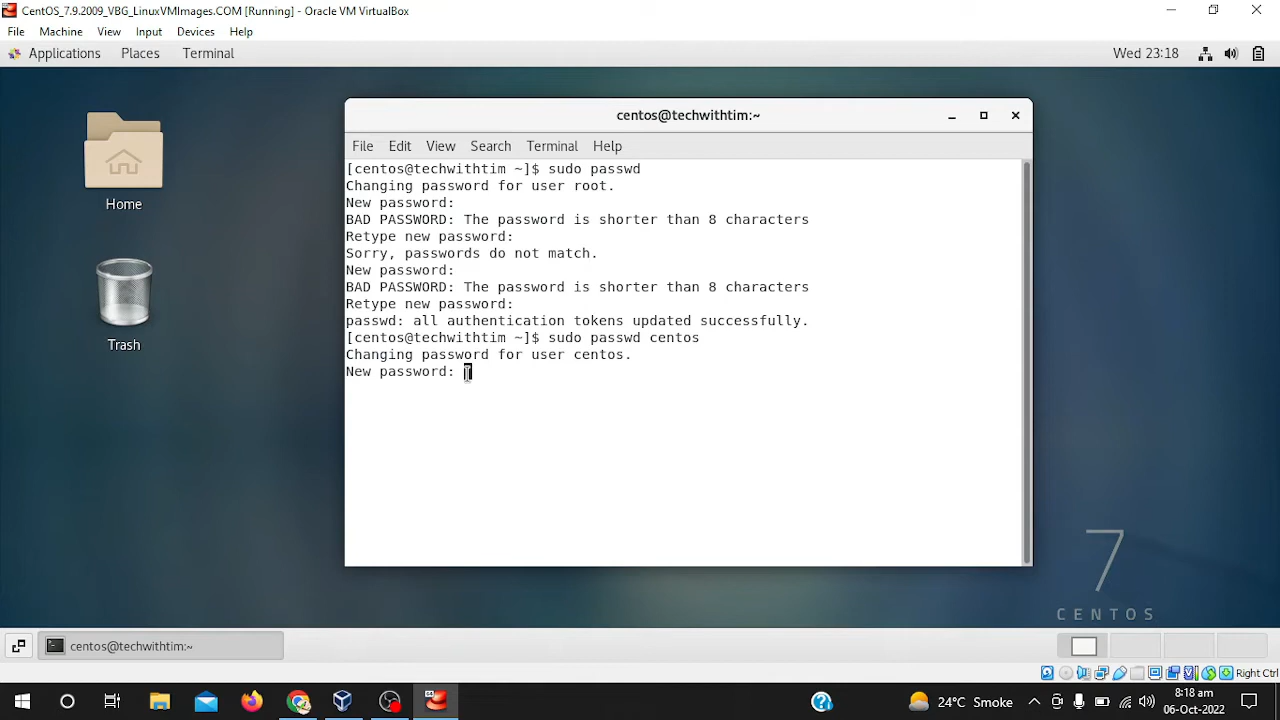 CentOS_7.9.2009_VBG_LinuxVMImages.COM [Running] - Oracle VM VirtualBox
File Machine View Input Devices Help
Applications Places Terminal Wed 23:18
Home
Trash
centos@techwithtim:~
File Edit View Search Terminal Help
[centos@techwithtim ~]$ sudo passwd
Changing password for user root.
New password:
BAD PASSWORD: The password is shorter than 8 characters
Retype new password:
Sorry, passwords do not match.
New password:
BAD PASSWORD: The password is shorter than 8 characters
Retype new password:
passwd: all authentication tokens updated successfully.
[centos@techwithtim ~]$ sudo passwd centos
Changing password for user centos.
New password:
7
CENTOS
centos@techwithtim:~
Right Ctrl
24°C Smoke
8:18 am
06-Oct-2022